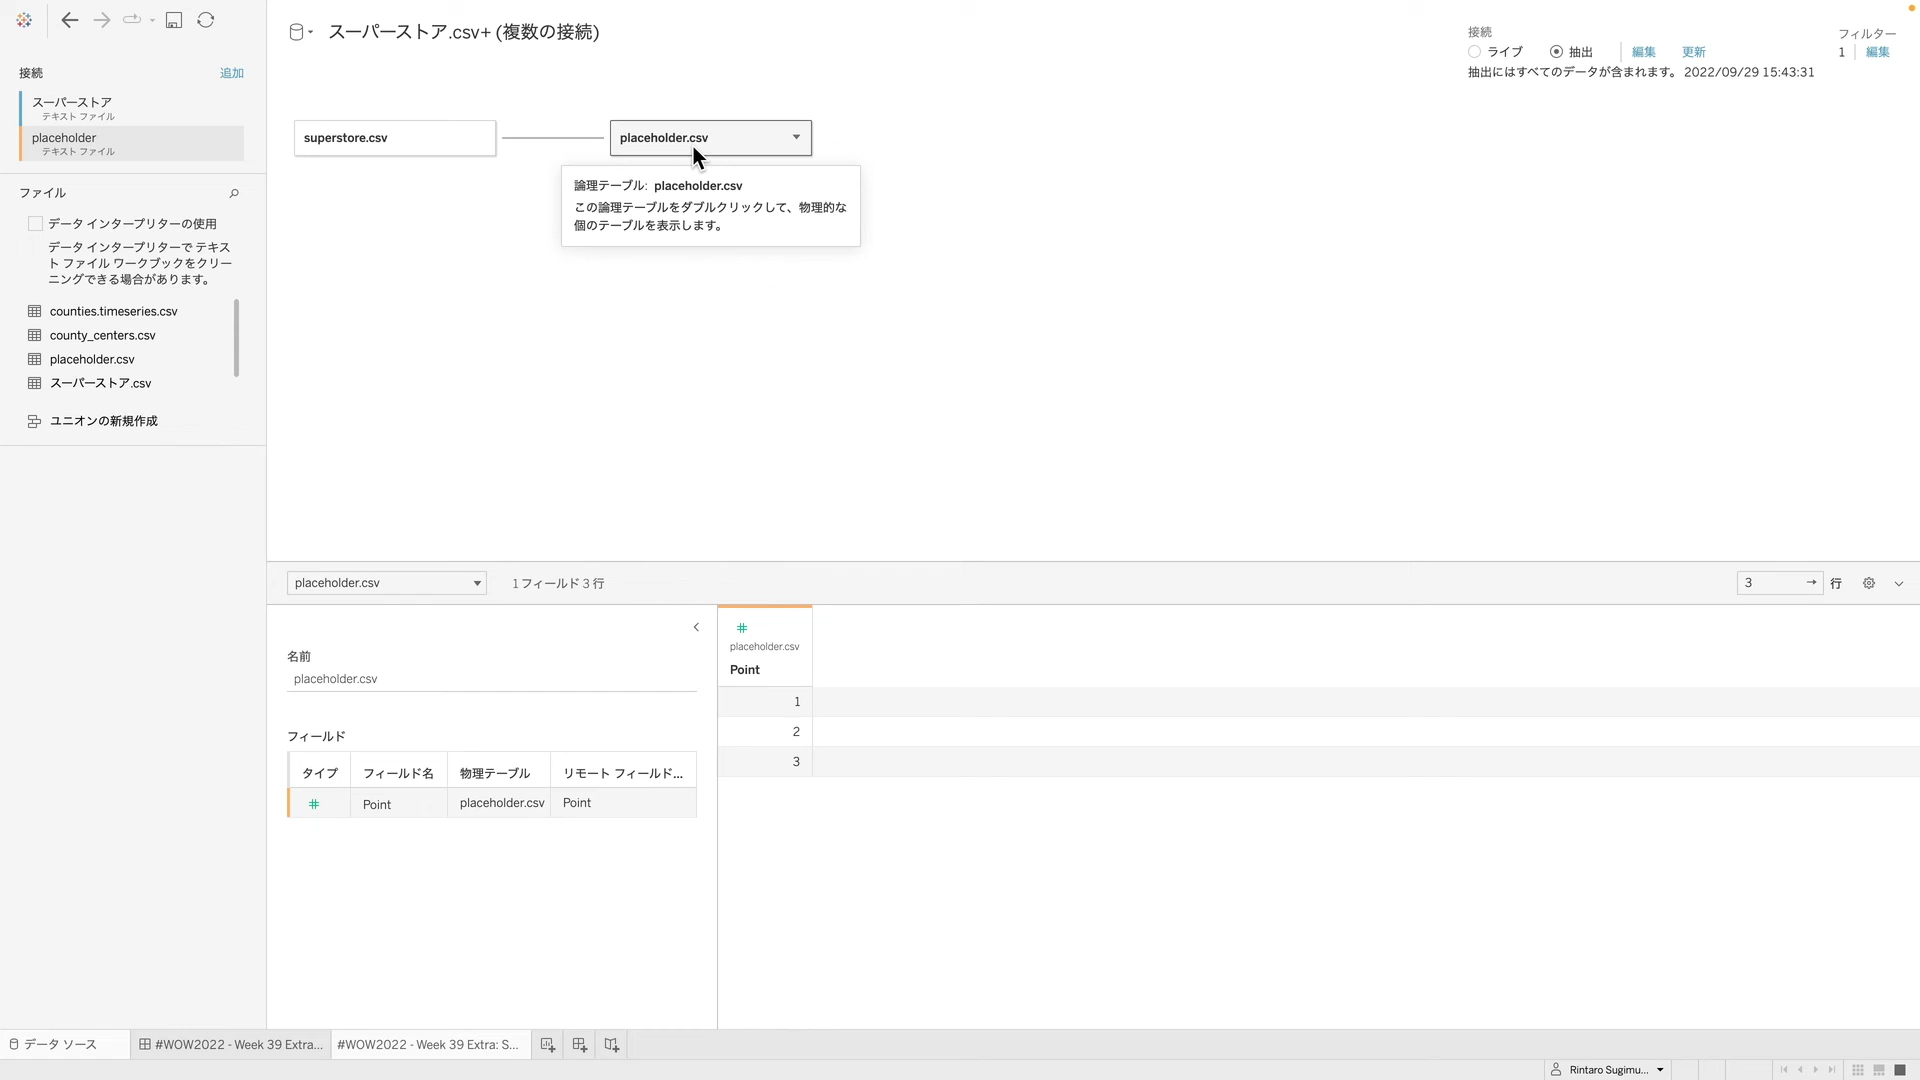 スーパーストア.csv+ (複数の接続)
接続
ライブ
抽出
編集
更新
フィルター
1
編集
抽出にはすべてのデータが含まれます。 2022/09/29 15:43:31
接続
追加
スーパーストア
テキスト ファイル
placeholder
テキスト ファイル
ファイル
データ インタープリターの使用
データ インタープリターで テキス
ト ファイル ワークブックをクリー
ニングできる場合があります。
counties.timeseries.csv
county_centers.csv
placeholder.csv
スーパーストア.csv
ユニオンの新規作成
superstore.csv
placeholder.csv
論理テーブル: placeholder.csv
この論理テーブルをダブルクリックして、物理的な
個のテーブルを表示します。
placeholder.csv
1 フィールド 3 行
3
行
名前
placeholder.csv
フィールド
タイプ フィールド名 物理テーブル リモート フィールド...
# Point placeholder.csv Point
#
placeholder.csv
Point
1
2
3
データ ソース
#WOW2022 - Week 39 Extra...
#WOW2022 - Week 39 Extra: S...
Rintaro Sugimu...